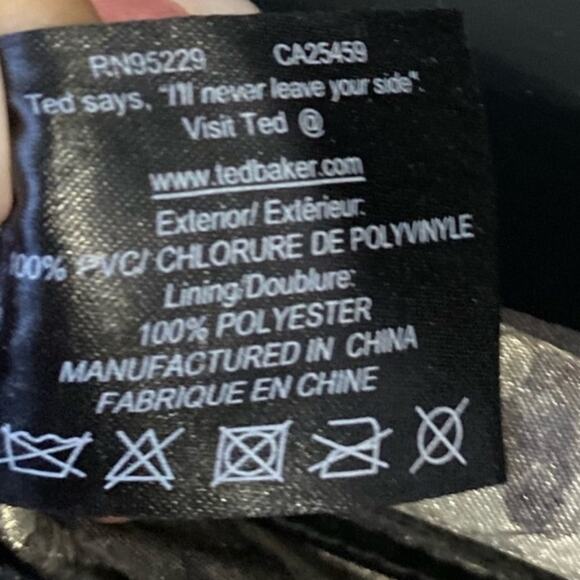 RN95229 CA25459
Ted says, "I'll never leave your side".
Visit Ted @
www.tedbaker.com
Exterior/ Extérieur:
00% PVC/ CHLORURE DE POLYVINYLE
Lining/Doublure:
100% POLYESTER
MANUFACTURED IN CHINA
FABRIQUE EN CHINE